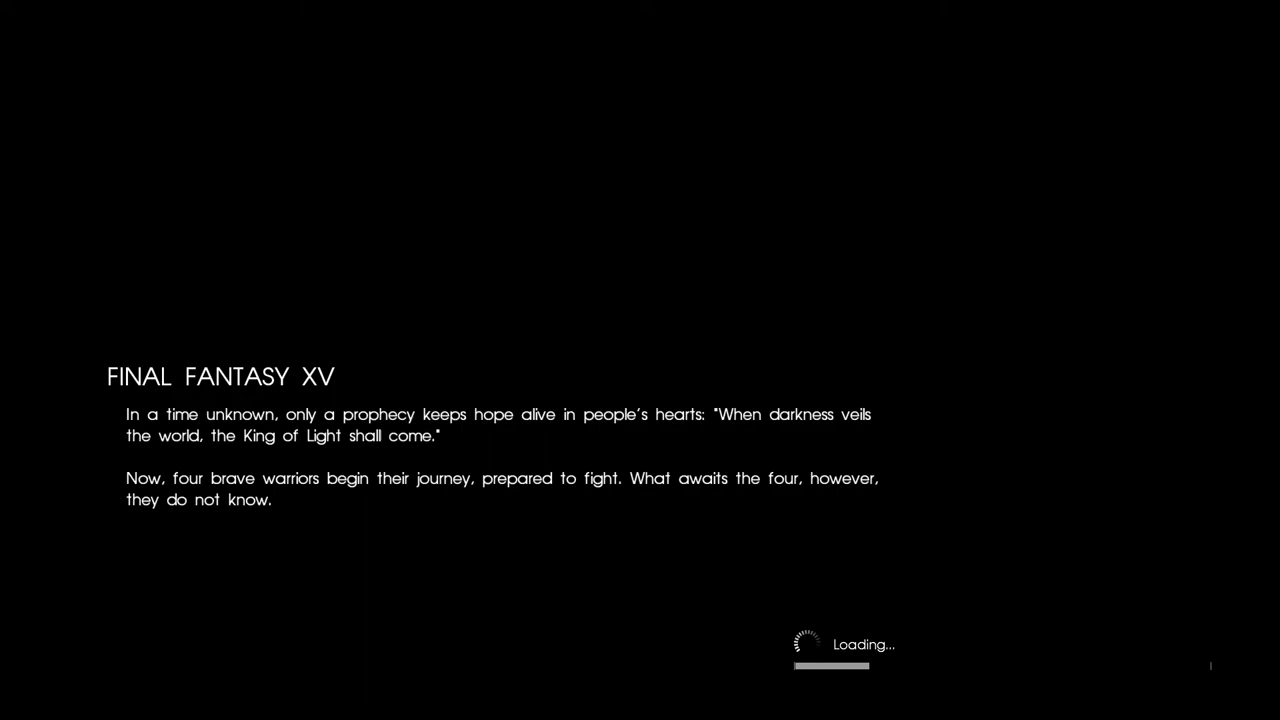 FINAL FANTASY XV
In a time unknown, only a prophecy keeps hope alive in people's hearts: "When darkness veils
the world, the King of Light shall come."
Now, four brave warriors begin their journey, prepared to fight. What awaits the four, however,
they do not know.
Loading...